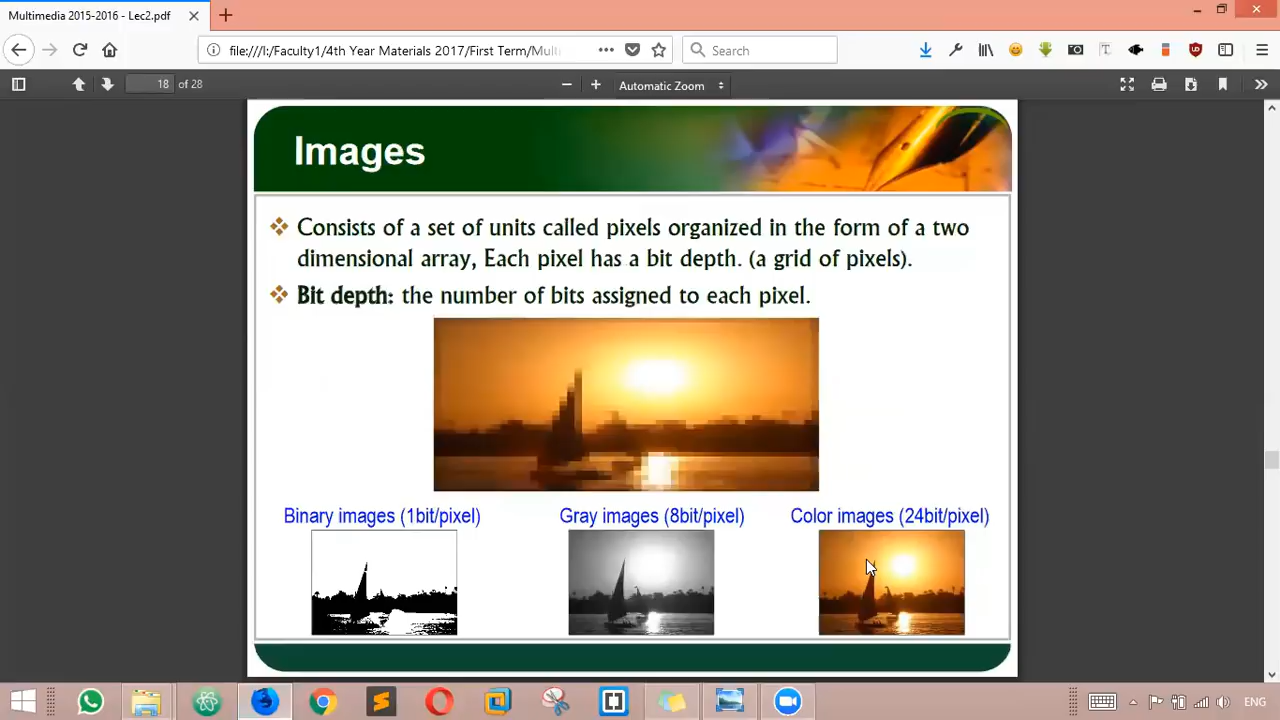 Multimedia 2015-2016 - Lec2.pdf
file:///I:/Faculty1/4th Year Materials 2017/First Term/Mult
Search
18 of 28
Automatic Zoom
Images
Consists of a set of units called pixels organized in the form of a two
dimensional array, Each pixel has a bit depth. (a grid of pixels).
Bit depth: the number of bits assigned to each pixel.
Binary images (1bit/pixel)
Gray images (8bit/pixel)
Color images (24bit/pixel)
ENG